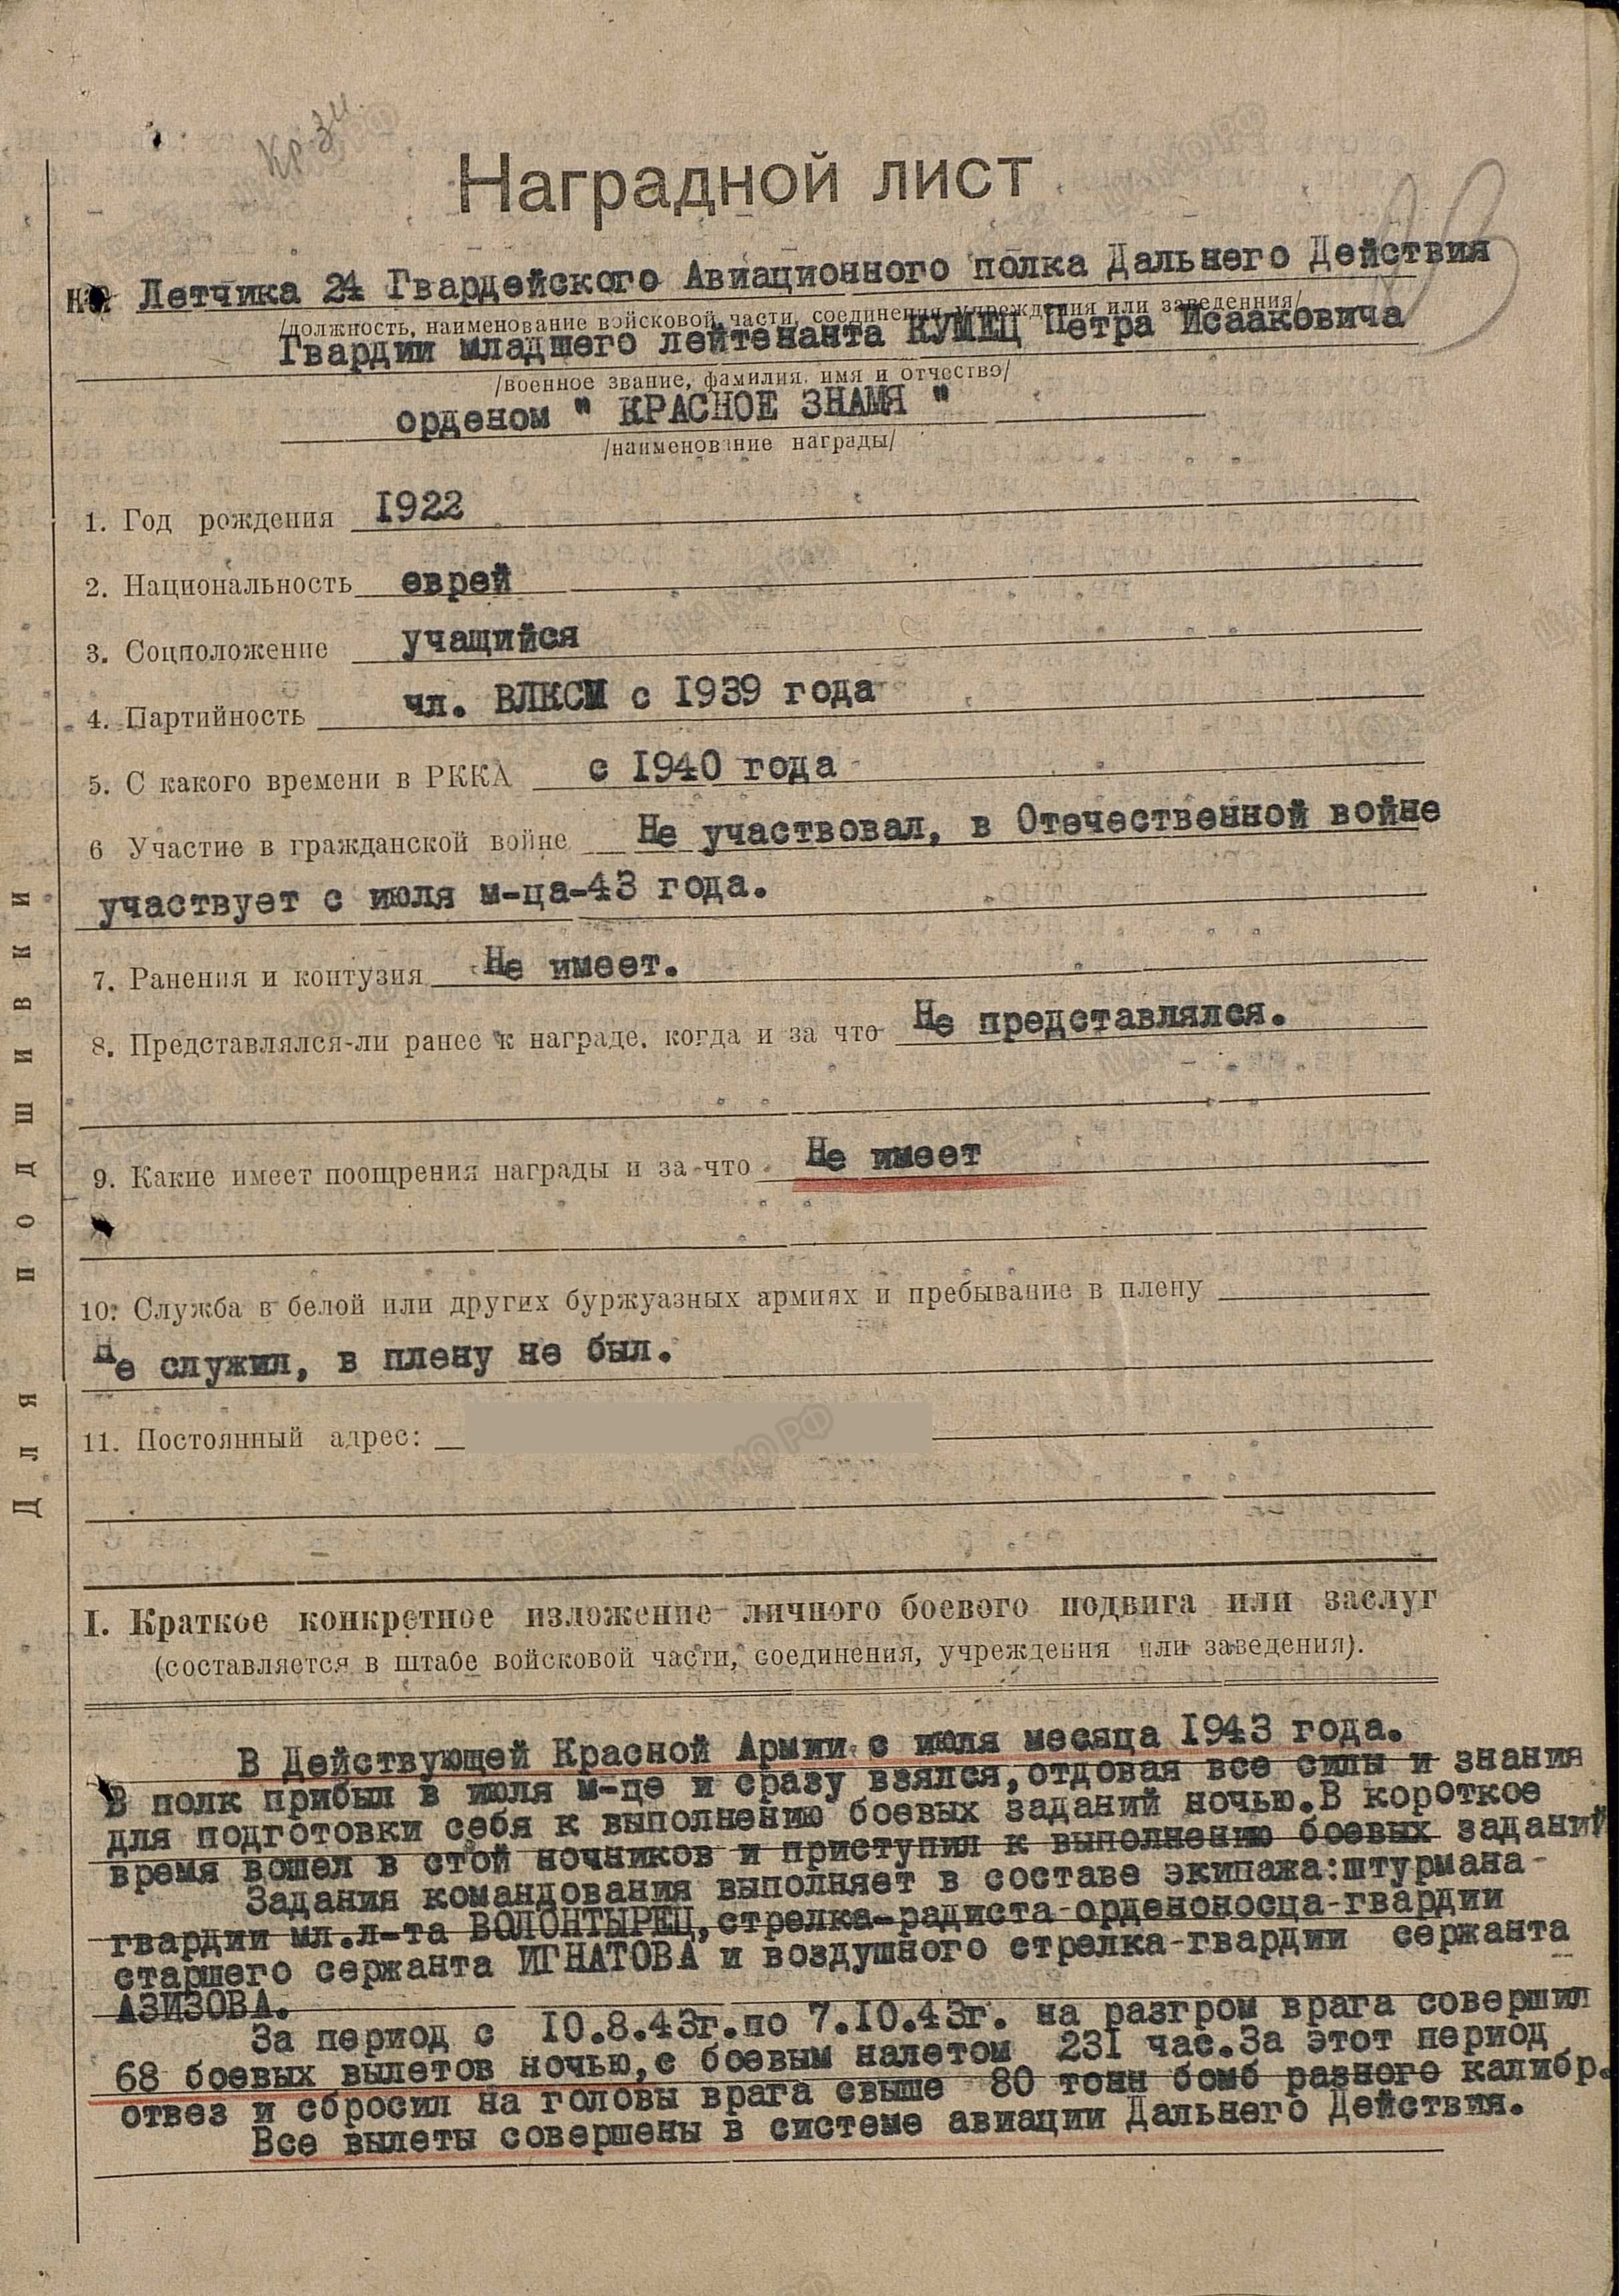 Кр. Зн.
Наградной лист
на Летчика 24 Гвардейского Авиационного полка Дальнего Действия
/должность, наименование войсковой части, соединения, учреждения или заведенния/
Гвардии младшего лейтенанта КУМЕЦ Петра Исааковича
/военное звание, фамилия, имя и отчество/
орденом " КРАСНОЕ ЗНАМЯ "
/наименование награды/
1. Год рождения 1922
2. Национальность еврей
3. Соцположение учащийся
4. Партийность чл. ВЛКСМ с 1939 года
5. С какого времени в РККА с 1940 года
6 Участие в гражданской войне Не участвовал, в Отечественной войне
участвует с июля м-ца-43 года.
7. Ранения и контузия Не имеет.
8. Представлялся-ли ранее к награде, когда и за что Не представлялся.
9. Какие имеет поощрения награды и за что Не имеет
10. Служба в белой или других буржуазных армиях и пребывание в плену
Не служил, в плену не был.
11. Постоянный адрес:
I. Краткое конкретное изложение личного боевого подвига или заслуг
(составляется в штабе войсковой части, соединения, учреждения или заведения).
В Действующей Красной Армии с июля месяца 1943 года.
В полк прибыл в июля м-це и сразу взялся, отдовая все силы и знания
для подготовки себя к выполнению боевых заданий ночью. В короткое
время вошел в стой ночников и приступил к выполнению боевых заданий
Задания командования выполняет в составе экипажа: штурмана-
гвардии мл.л-та ВОЛОНТЫРЕЦ, стрелка-радиста-орденоносца-гвардии
старшего сержанта ИГНАТОВА и воздушного стрелка-гвардии сержанта
АЗИЗОВА.
За период с 10.8.43г. по 7.10.43г. на разгром врага совершил
68 боевых вылетов ночью, с боевым налетом 231 час. За этот период
отвез и сбросил на головы врага свыше 80 тонн бомб разного калибр.
Все вылеты совершены в системе авиации Дальнего Действия.
Для подшивки